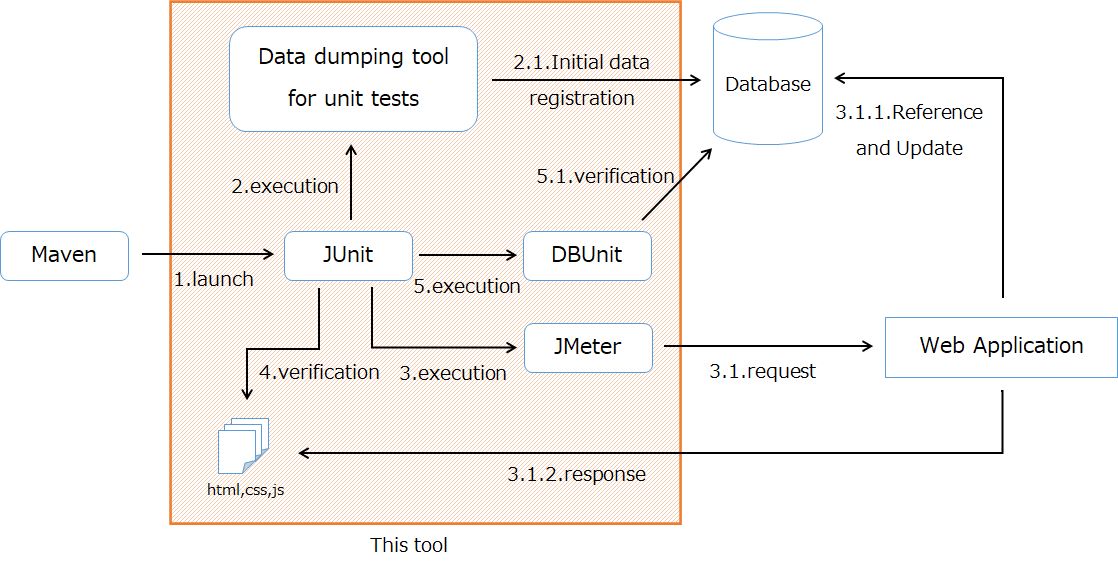 Data dumping tool
for unit tests
2.1.Initial data
registration
Database
3.1.1.Reference
and Update
2.execution
5.1.verification
Maven
1.launch
JUnit
5.execution
DBUnit
4.verification
3.execution
JMeter
3.1.request
Web Application
html,css,js
3.1.2.response
This tool